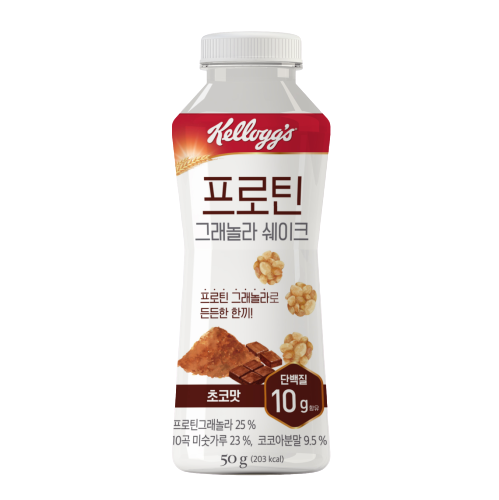 Kellogg's
프로틴
그래놀라 쉐이크
프로틴 그래놀라로
든든한 한끼!
단백질
10g 함유
초코맛
프로틴그래놀라 25 %
10곡 미숫가루 23 %, 코코아분말 9.5 %
50 g (203 kcal)